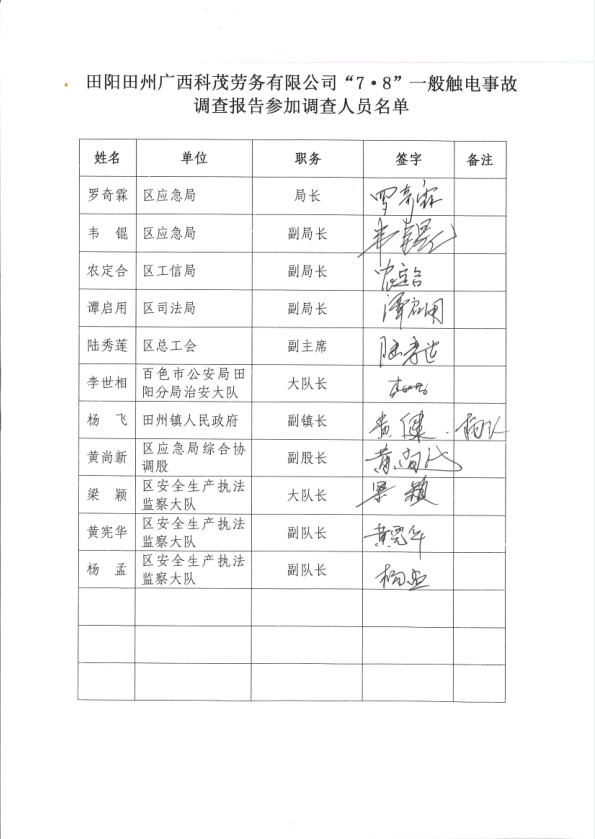 田阳田州广西科茂劳务有限公司“7·8”一般触电事故
调查报告参加调查人员名单
姓名 单位 职务 签字 备注
罗奇霖 区应急局 局长 罗奇霖
韦 锟 区应急局 副局长 韦锟
农定合 区工信局 副局长 农定合
谭启用 区司法局 副局长 谭启用
陆秀莲 区总工会 副主席 陆秀莲
李世相 百色市公安局田
阳分局治安大队 大队长
杨 飞 田州镇人民政府 副镇长 黄健
黄尚新 区应急局综合协
调股 副股长 黄尚
梁 颖 区安全生产执法
监察大队 大队长 梁颖
黄宪华 区安全生产执法
监察大队 副队长 黄宪华
杨 孟 区安全生产执法
监察大队 副队长 杨孟